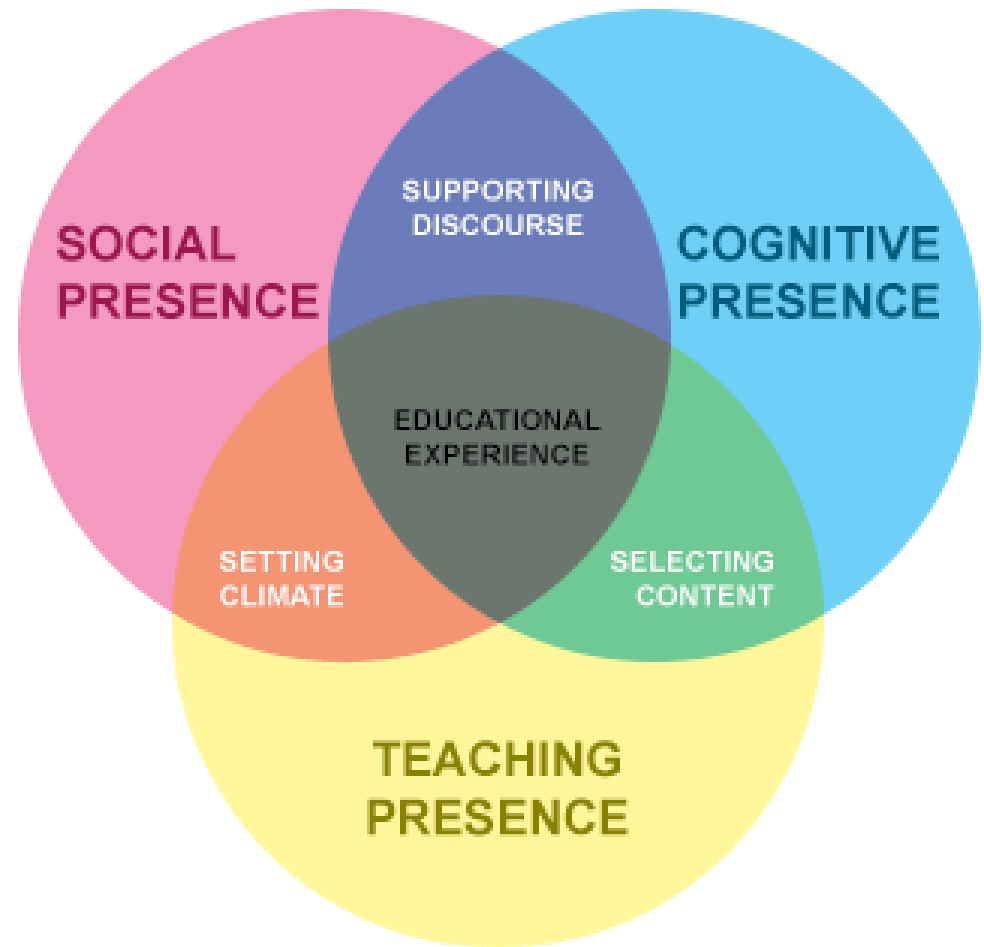 SUPPORTING
DISCOURSE
SOCIAL
PRESENCE
COGNITIVE
PRESENCE
EDUCATIONAL
EXPERIENCE
SETTING
CLIMATE
SELECTING
CONTENT
TEACHING
PRESENCE